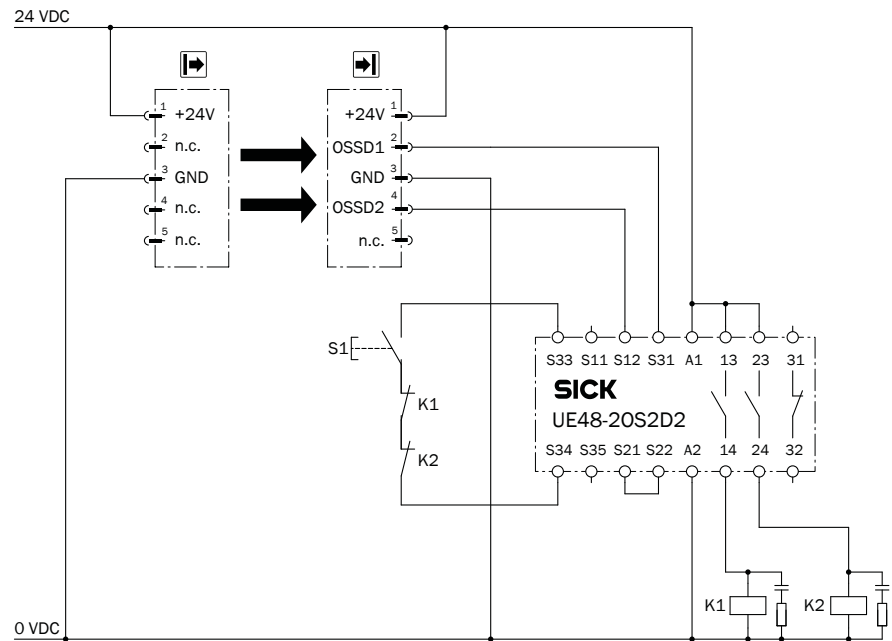 24 VDC
1 +24V
2 n.c.
3 GND
4 n.c.
5 n.c.
+24V 1
OSSD1 2
GND 3
OSSD2 4
n.c. 5
S1
K1
K2
S33 S11 S12 S31 A1 13 23 31
SICK
UE48-20S2D2
S34 S35 S21 S22 A2 14 24 32
K1
K2
0 VDC